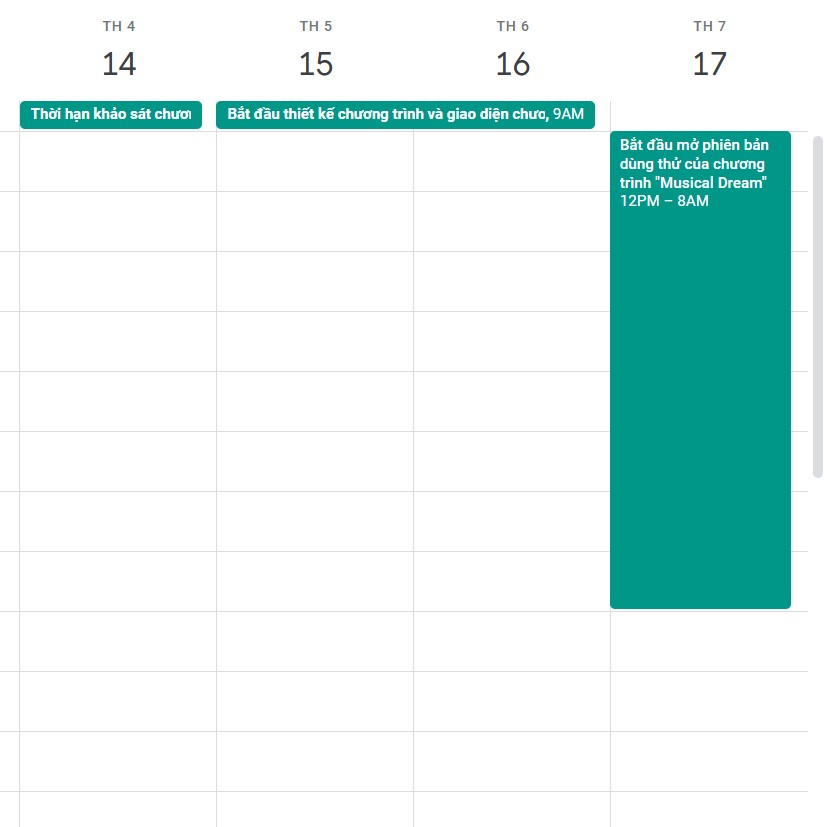 TH 4
TH 5
TH 6
TH 7
14
15
16
17
Thời hạn khảo sát chươ
Bắt đầu thiết kế chương trình và giao diện chươ, 9AM
Bắt đầu mở phiên bản
dùng thử của chương
trình "Musical Dream"
12PM – 8AM